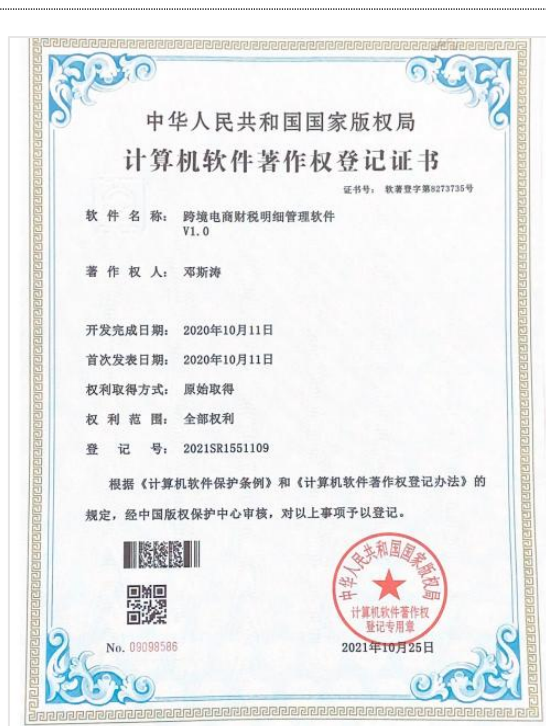 中华人民共和国国家版权局
计算机软件著作权登记证书
证书号： 软著登字第8273735号
软件名称： 跨境电商财税明细管理软件
V1.0
著作权人： 邓斯涛
开发完成日期： 2020年10月11日
首次发表日期： 2020年10月11日
权利取得方式： 原始取得
权利范围： 全部权利
登记号： 2021SR1551109
根据《计算机软件保护条例》和《计算机软件著作权登记办法》的
规定，经中国版权保护中心审核，对以上事项予以登记。
中华人民共和国国家版权局
计算机软件著作权
登记专用章
No. 09098586
2021年10月25日